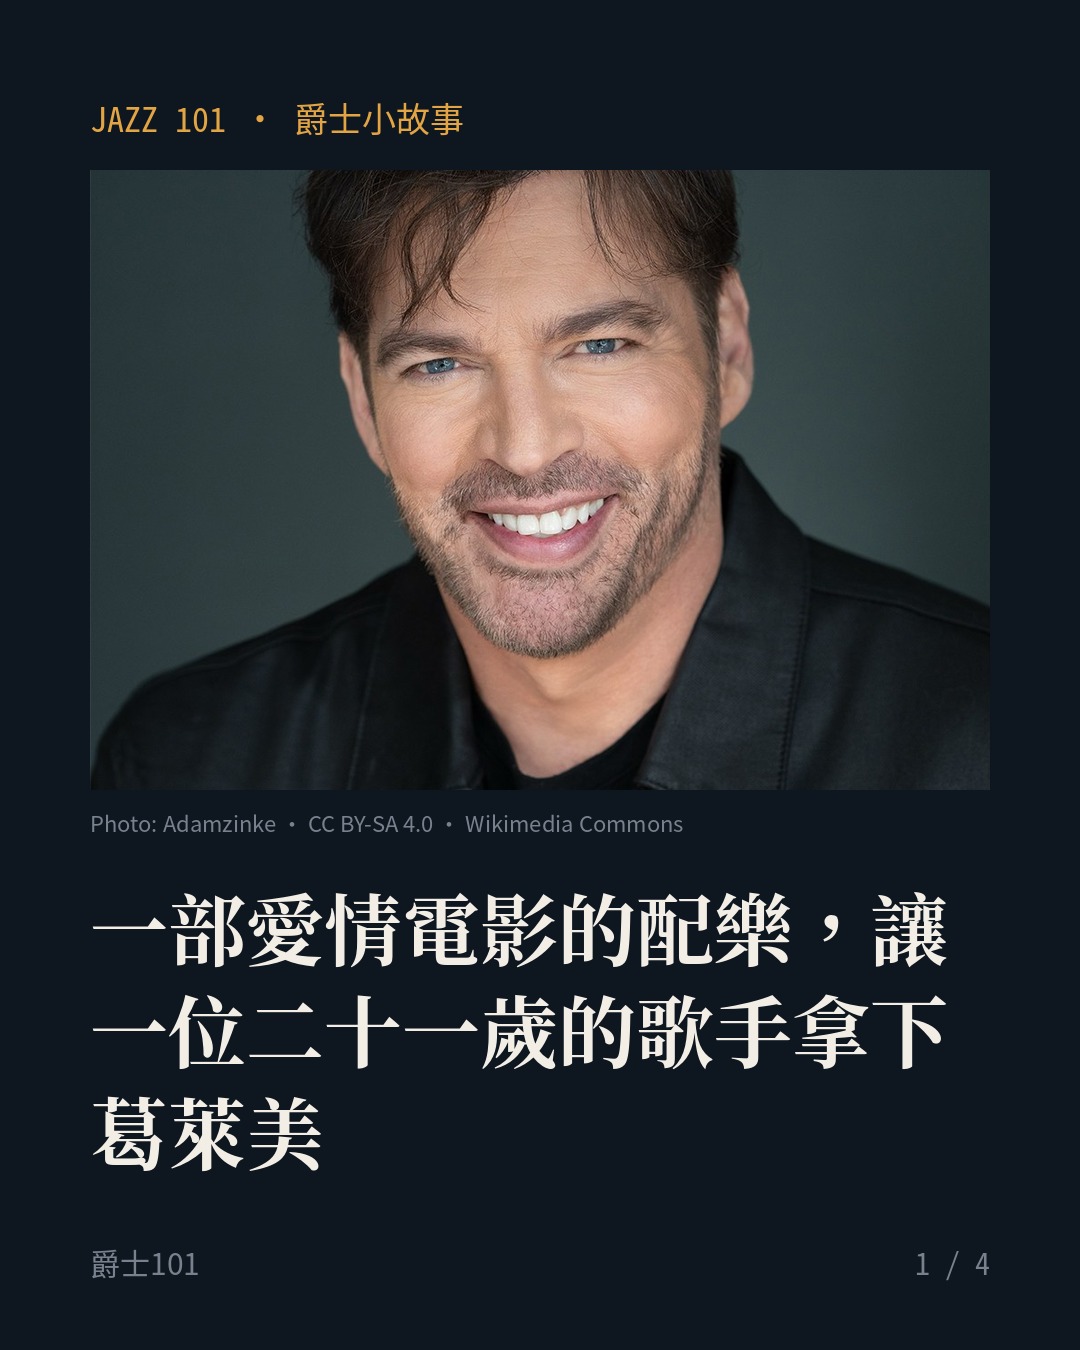 JAZZ 101 · 爵士小故事
Photo: Adamzinke · CC BY-SA 4.0 · Wikimedia Commons
一部愛情電影的配樂，讓
一位二十一歲的歌手拿下
葛萊美
爵士101
1 / 4